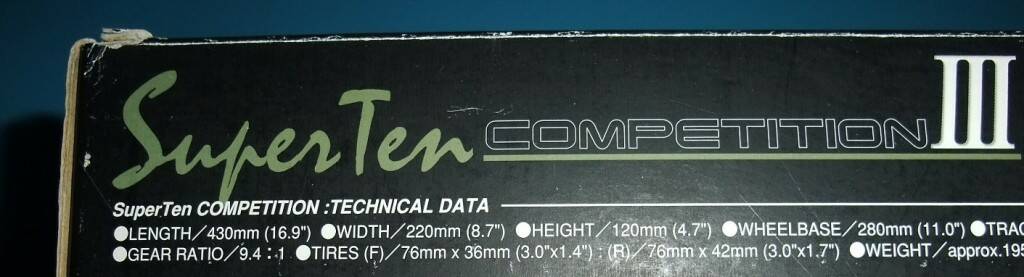 SuperTen COMPETITION III
SuperTen COMPETITION :TECHNICAL DATA
●LENGTH/430mm (16.9") ●WIDTH/220mm (8.7") ●HEIGHT/120mm (4.7") ●WHEELBASE/280mm (11.0") ●
●GEAR RATIO/9.4 : 1 ●TIRES (F)/76mm x 36mm (3.0"x1.4") : (R)/76mm x 42mm (3.0"x1.7") ●WEIGHT/approx.